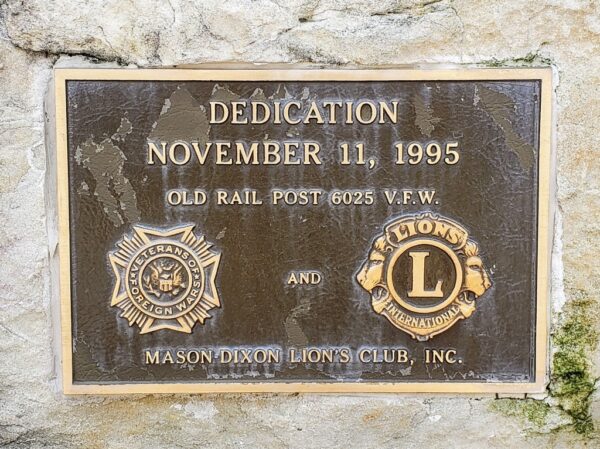 DEDICATION
NOVEMBER 11, 1995
OLD RAIL POST 6025 V.F.W.
VETERANS OF
FOREIGN WARS
AND
LIONS
L
INTERNATIONAL
MASON-DIXON LION'S CLUB, INC.